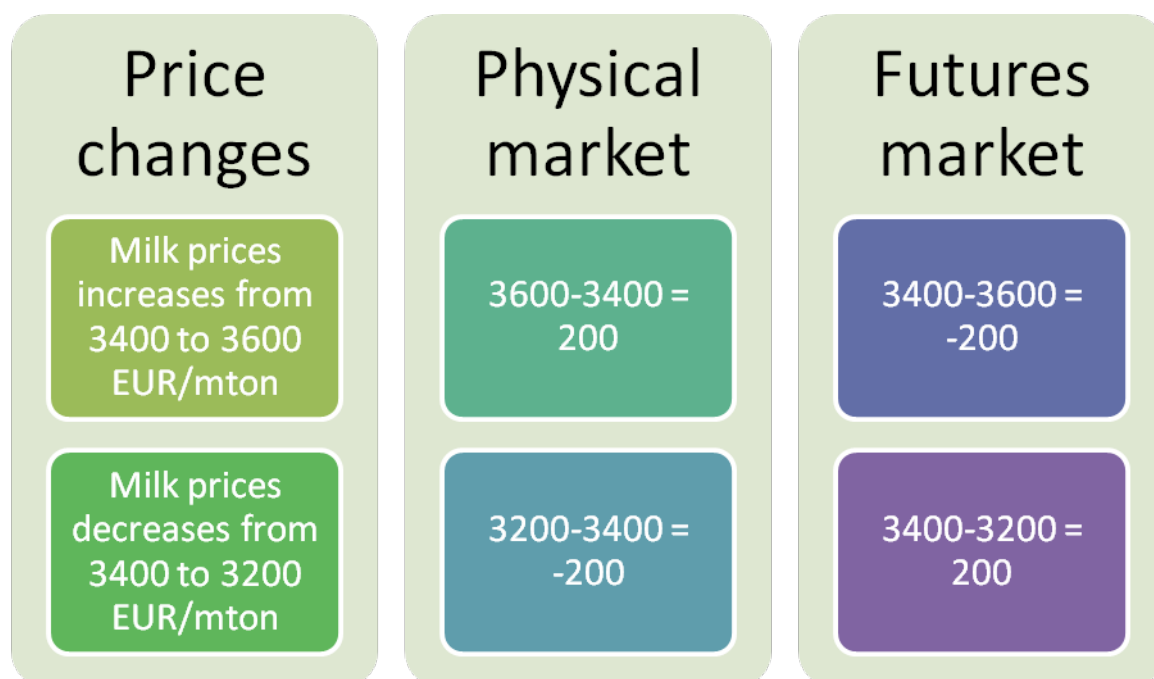 Price
changes
Milk prices
increases from
3400 to 3600
EUR/mton
Milk prices
decreases from
3400 to 3200
EUR/mton
Physical
market
3600-3400 =
200
3200-3400 =
-200
Futures
market
3400-3600 =
-200
3400-3200 =
200